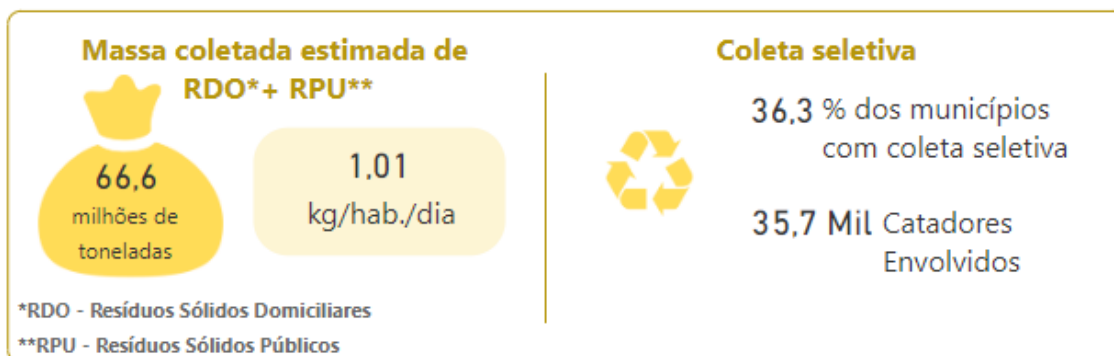 Massa coletada estimada de
RDO*+ RPU**
66,6
milhões de
toneladas
1,01
kg/hab./dia
*RDO - Resíduos Sólidos Domiciliares
**RPU - Resíduos Sólidos Públicos
Coleta seletiva
36,3 % dos municípios
com coleta seletiva
35,7 Mil Catadores
Envolvidos